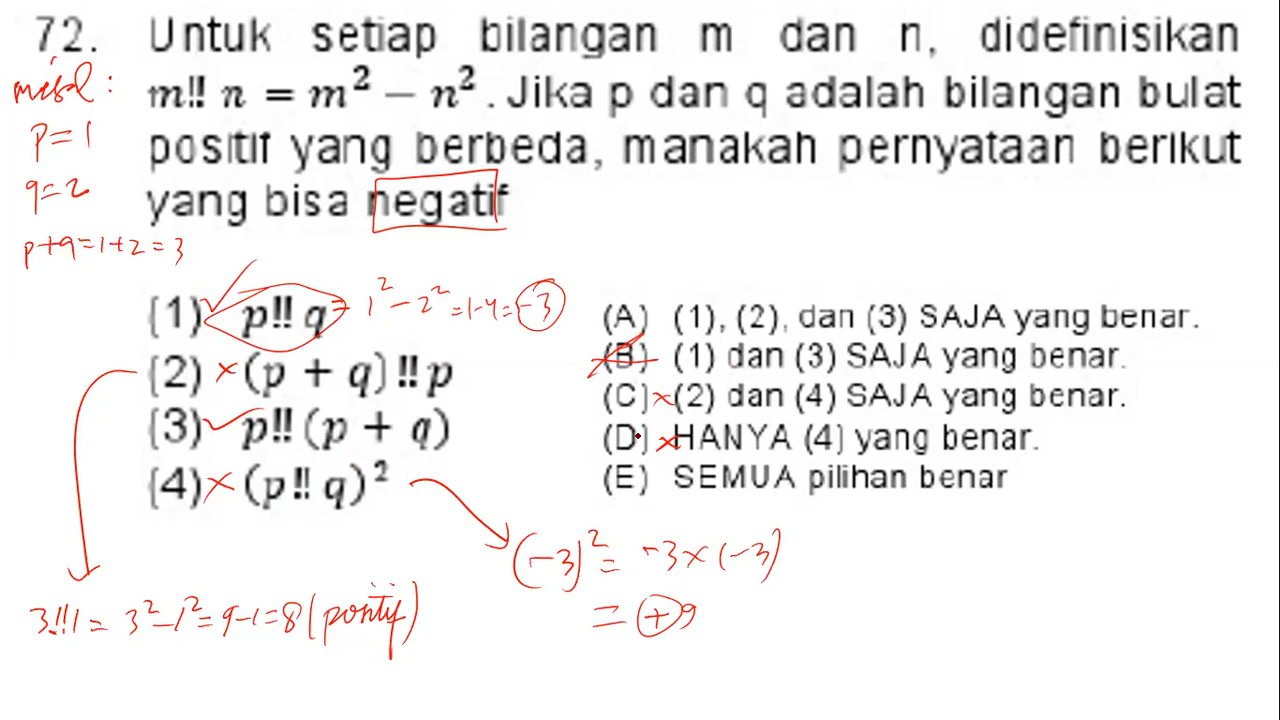 72. Untuk setiap bilangan m dan n, didefinisikan
m!! n = m² − n². Jika p dan q adalah bilangan bulat
positif yang berbeda, manakah pernyataan berikut
yang bisa negatif
misal :
p = 1
q = 2
p+q = 1+2 = 3
(1) p!! q = 1² − 2² = 1−4 = −3
(2) × (p + q) !! p
(3) p!! (p + q)
(4) × (p!! q)²
(A) (1), (2), dan (3) SAJA yang benar.
(B) (1) dan (3) SAJA yang benar.
(C) × (2) dan (4) SAJA yang benar.
(D) × HANYA (4) yang benar.
(E) SEMUA pilihan benar
(−3)² = −3 × (−3)
= + 9
3!!1 = 3² − 1² = 9−1 = 8 (positif)